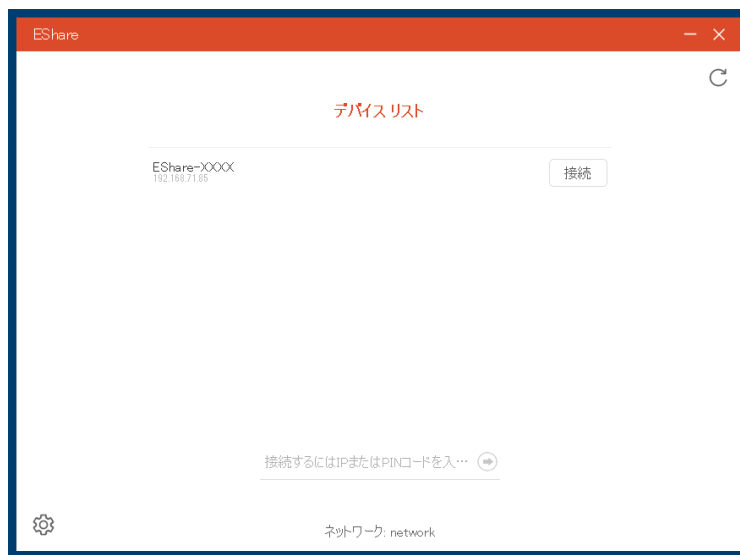 EShare
デバイス リスト
EShare-XXXX
接続
192.168.71.85
接続するにはIPまたはPINコードを入…
ネットワーク: network